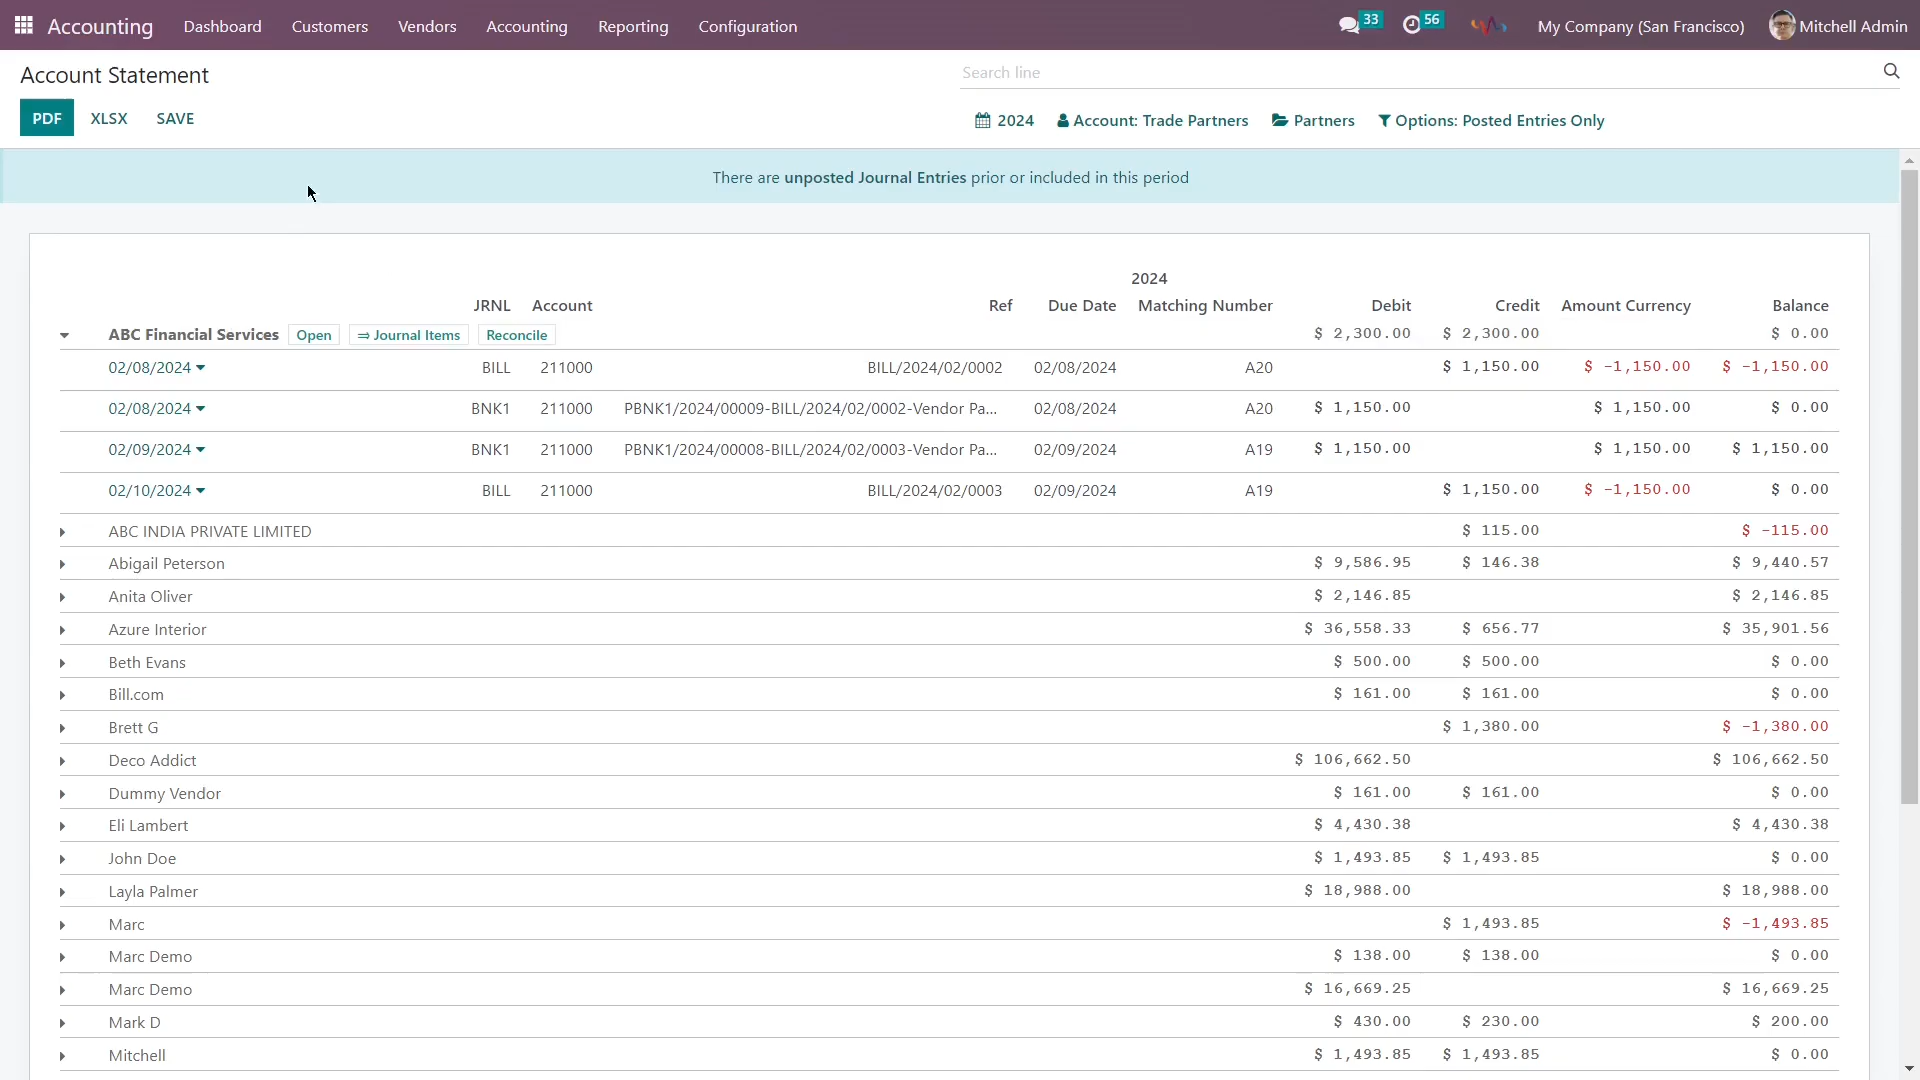 Accounting Dashboard Customers Vendors Accounting Reporting Configuration 33 56 My Company (San Francisco) Mitchell Admin
Account Statement Search line
PDF XLSX SAVE 2024 Account: Trade Partners Partners Options: Posted Entries Only
There are unposted Journal Entries prior or included in this period
2024
JRNL Account Ref Due Date Matching Number Debit Credit Amount Currency Balance
ABC Financial Services Open ⇒ Journal Items Reconcile $ 2,300.00 $ 2,300.00 $ 0.00
02/08/2024 BILL 211000 BILL/2024/02/0002 02/08/2024 A20 $ 1,150.00 $ -1,150.00 $ -1,150.00
02/08/2024 BNK1 211000 PBNK1/2024/00009-BILL/2024/02/0002-Vendor Pa... 02/08/2024 A20 $ 1,150.00 $ 1,150.00 $ 0.00
02/09/2024 BNK1 211000 PBNK1/2024/00008-BILL/2024/02/0003-Vendor Pa... 02/09/2024 A19 $ 1,150.00 $ 1,150.00 $ 1,150.00
02/10/2024 BILL 211000 BILL/2024/02/0003 02/09/2024 A19 $ 1,150.00 $ -1,150.00 $ 0.00
ABC INDIA PRIVATE LIMITED $ 115.00 $ -115.00
Abigail Peterson $ 9,586.95 $ 146.38 $ 9,440.57
Anita Oliver $ 2,146.85 $ 2,146.85
Azure Interior $ 36,558.33 $ 656.77 $ 35,901.56
Beth Evans $ 500.00 $ 500.00 $ 0.00
Bill.com $ 161.00 $ 161.00 $ 0.00
Brett G $ 1,380.00 $ -1,380.00
Deco Addict $ 106,662.50 $ 106,662.50
Dummy Vendor $ 161.00 $ 161.00 $ 0.00
Eli Lambert $ 4,430.38 $ 4,430.38
John Doe $ 1,493.85 $ 1,493.85 $ 0.00
Layla Palmer $ 18,988.00 $ 18,988.00
Marc $ 1,493.85 $ -1,493.85
Marc Demo $ 138.00 $ 138.00 $ 0.00
Marc Demo $ 16,669.25 $ 16,669.25
Mark D $ 430.00 $ 230.00 $ 200.00
Mitchell $ 1,493.85 $ 1,493.85 $ 0.00